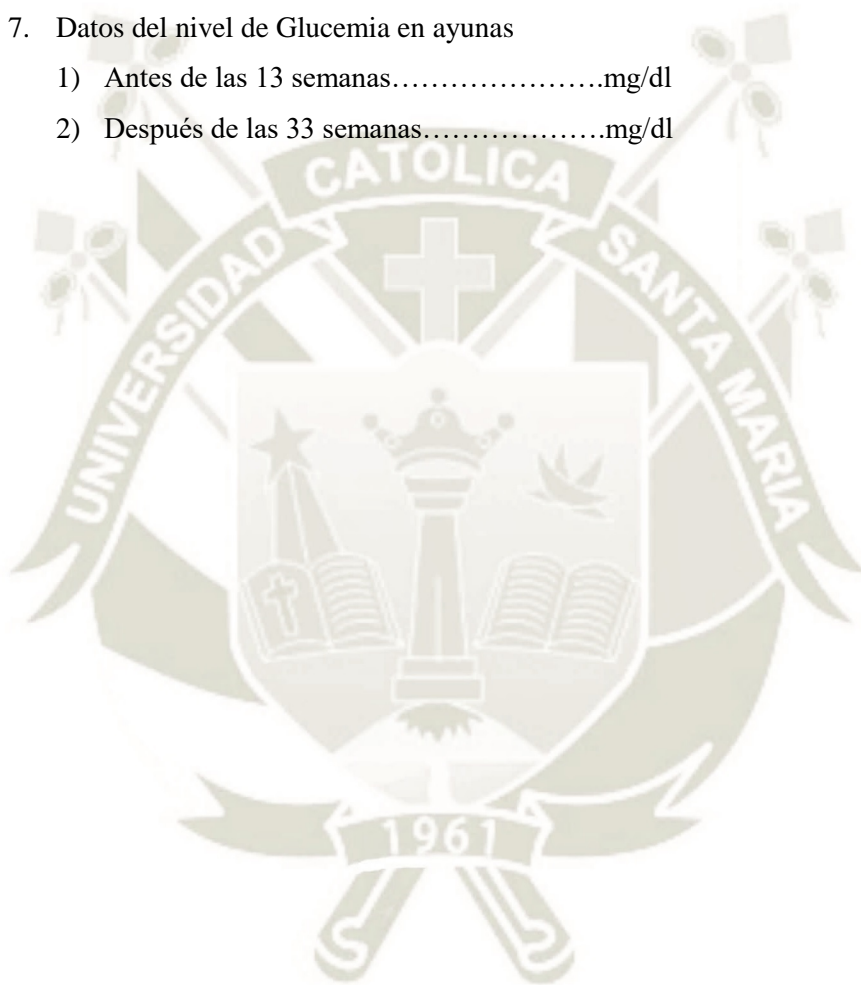 7. Datos del nivel de Glucemia en ayunas
1) Antes de las 13 semanas………………….mg/dl
2) Después de las 33 semanas……………….mg/dl
UNIVERSIDAD CATOLICA SANTA MARIA
1961